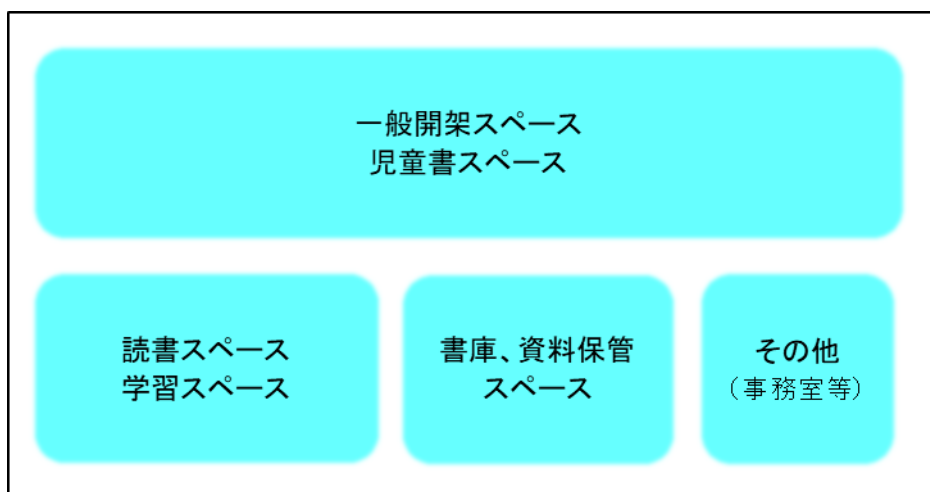 一般開架スペース
児童書スペース
読書スペース
学習スペース
書庫、資料保管
スペース
その他
（事務室等）